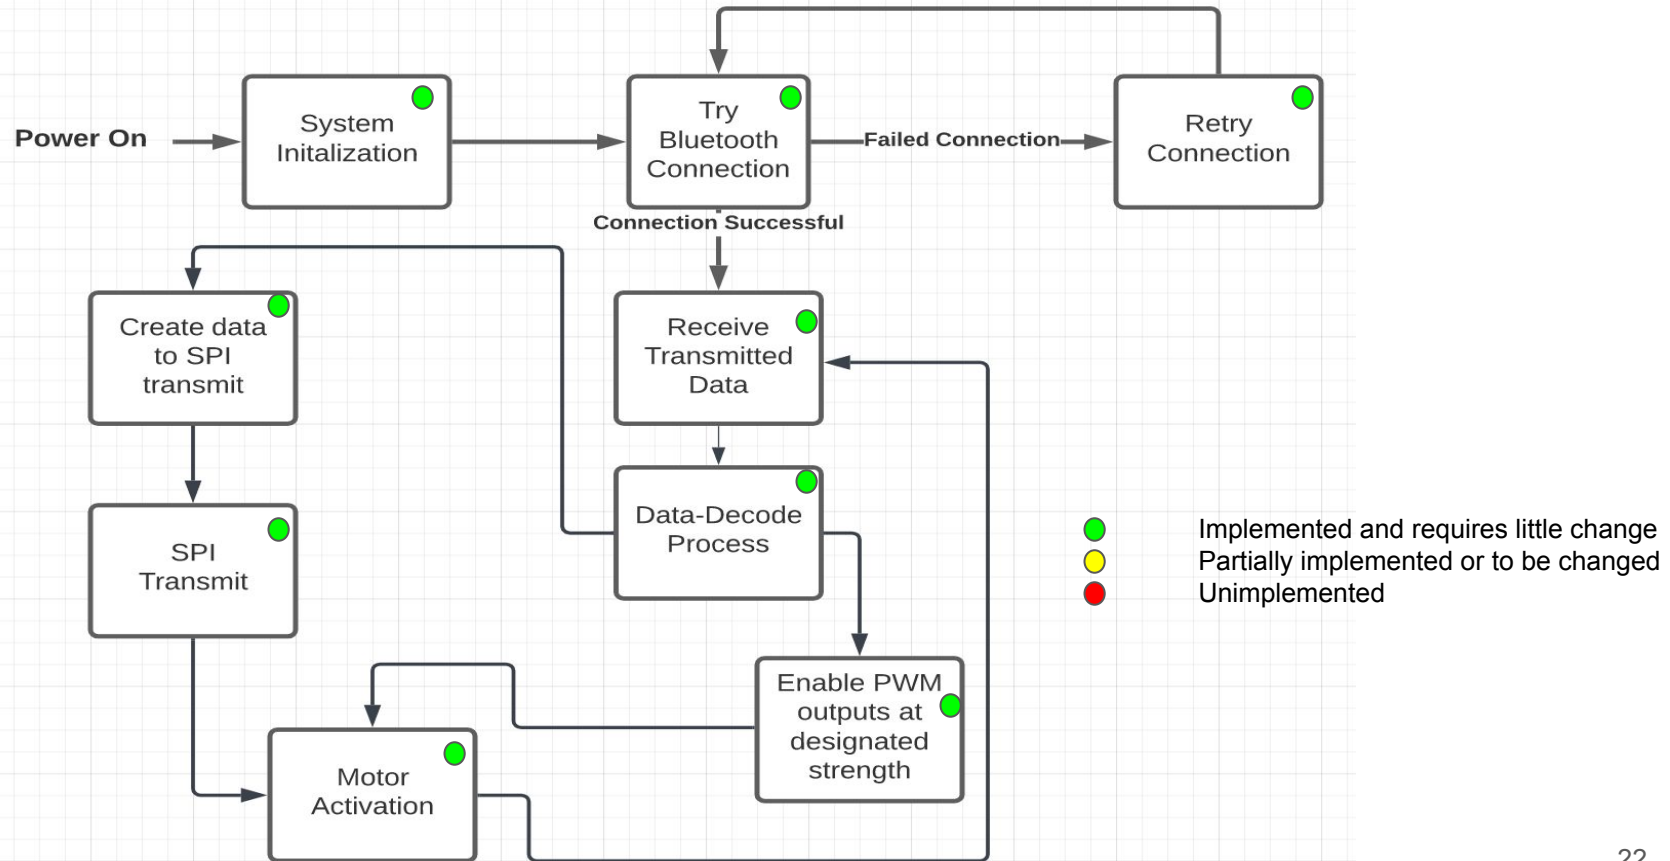 Power On
System
Initalization
Try
Bluetooth
Connection
Failed Connection
Retry
Connection
Connection Successful
Create data
to SPI
transmit
Receive
Transmitted
Data
SPI
Transmit
Data-Decode
Process
Implemented and requires little change
Partially implemented or to be changed
Unimplemented
Enable PWM
outputs at
designated
strength
Motor
Activation
22